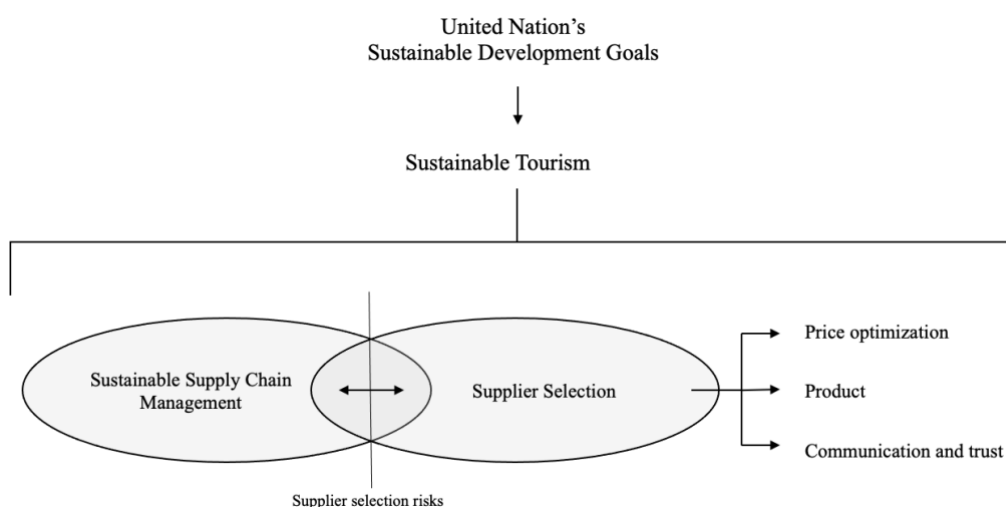 United Nation’s
Sustainable Development Goals
Sustainable Tourism
Sustainable Supply Chain
Management
Supplier Selection
Price optimization
Product
Communication and trust
Supplier selection risks